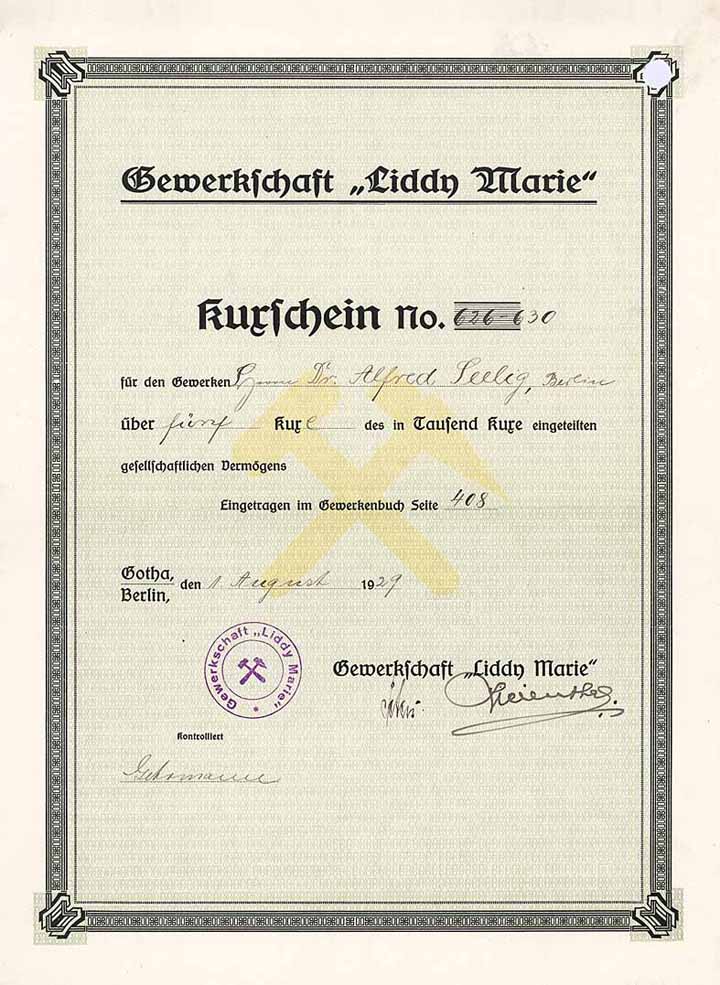 Gewerkschaft „Liddy Marie“
Kuxschein No. 626-630
für den Gewerken Herrn Dr. Alfred Seelig, Berlin
über fünf Kuxe des in Tausend Kuxe eingeteilten
gesellschaftlichen Vermögens
Eingetragen im Gewerkenbuch Seite 408
Gotha,
Berlin, den 1. August 1929
Gewerkschaft „Liddy Marie“
Gewerkschaft „Liddy Marie“
Kontrolliert